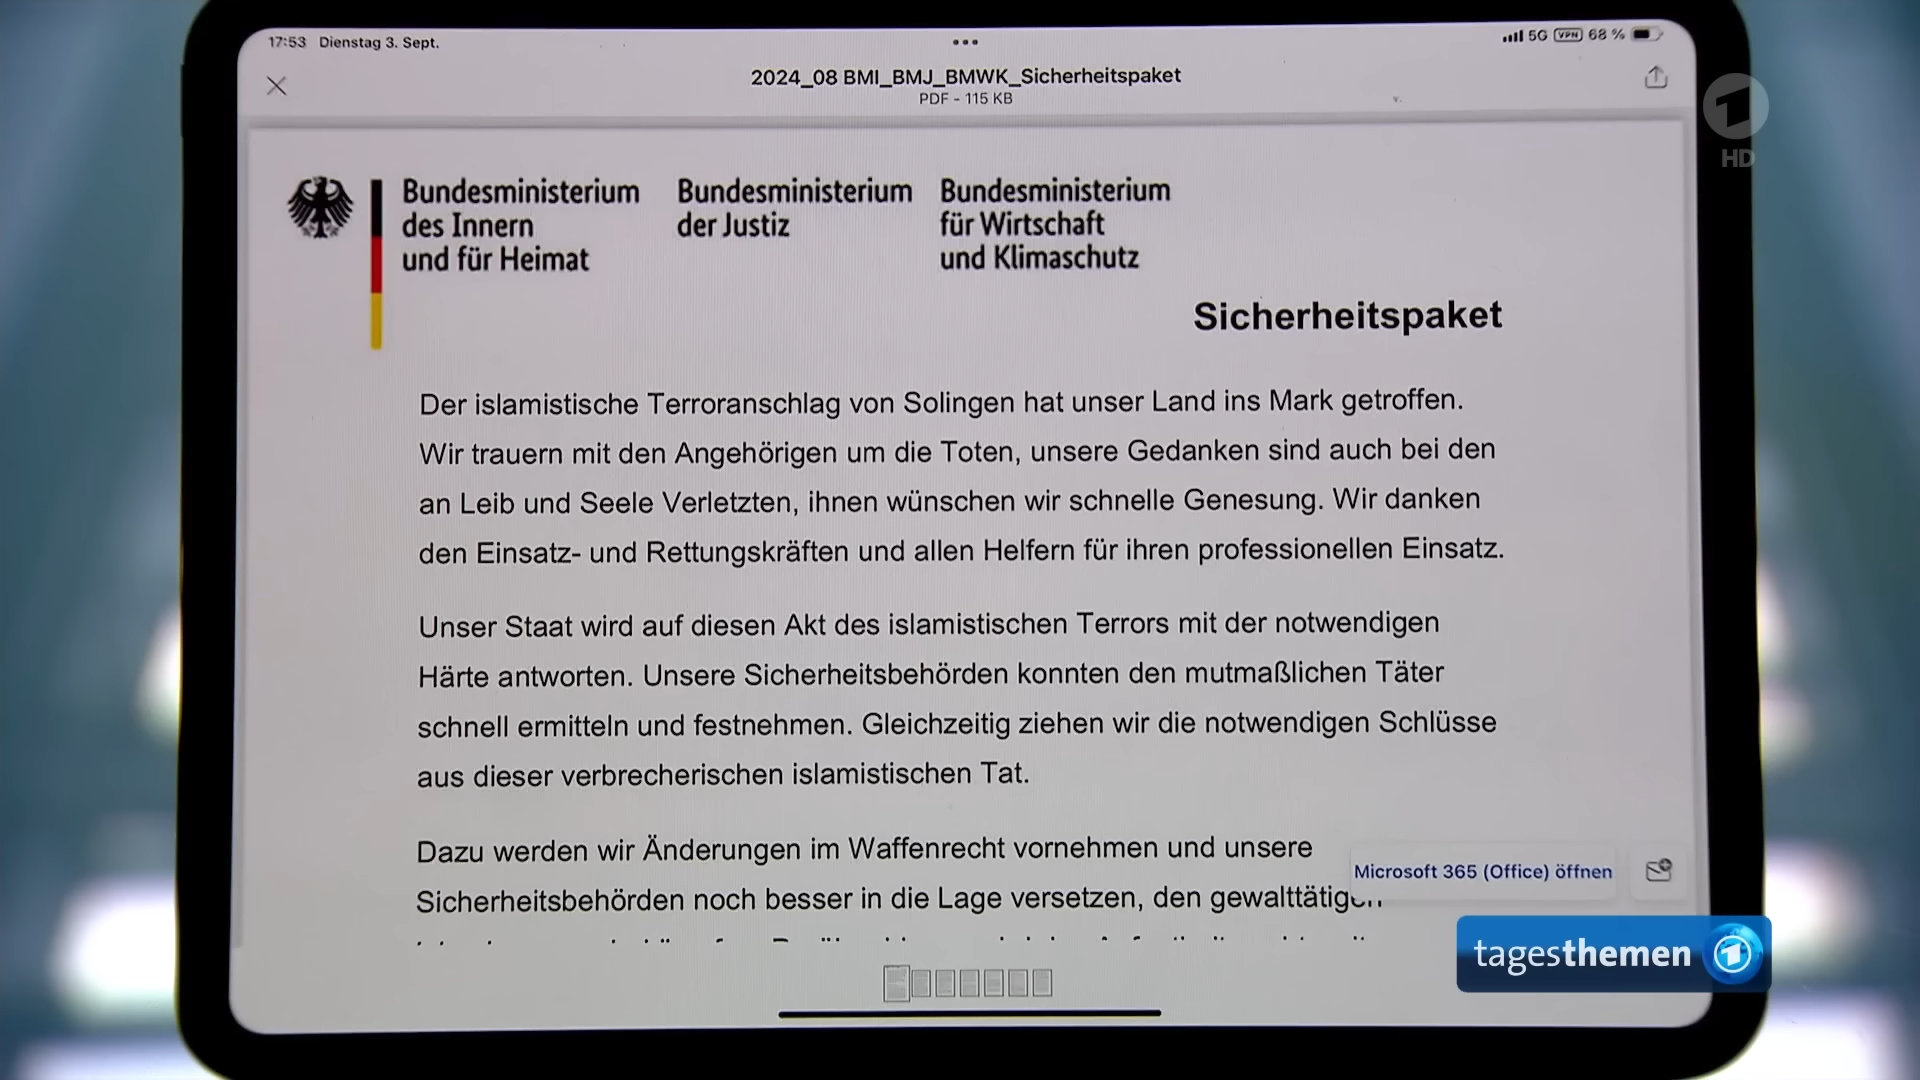 17:53 Dienstag 3. Sept.
5G VPN 68 %
2024_08 BMI_BMJ_BMWK_Sicherheitspaket
PDF - 115 KB
HD
Bundesministerium
des Innern
und für Heimat
Bundesministerium
der Justiz
Bundesministerium
für Wirtschaft
und Klimaschutz
Sicherheitspaket
Der islamistische Terroranschlag von Solingen hat unser Land ins Mark getroffen.
Wir trauern mit den Angehörigen um die Toten, unsere Gedanken sind auch bei den
an Leib und Seele Verletzten, ihnen wünschen wir schnelle Genesung. Wir danken
den Einsatz- und Rettungskräften und allen Helfern für ihren professionellen Einsatz.
Unser Staat wird auf diesen Akt des islamistischen Terrors mit der notwendigen
Härte antworten. Unsere Sicherheitsbehörden konnten den mutmaßlichen Täter
schnell ermitteln und festnehmen. Gleichzeitig ziehen wir die notwendigen Schlüsse
aus dieser verbrecherischen islamistischen Tat.
Dazu werden wir Änderungen im Waffenrecht vornehmen und unsere
Sicherheitsbehörden noch besser in die Lage versetzen, den gewalttätigen
Microsoft 365 (Office) öffnen
tagesthemen